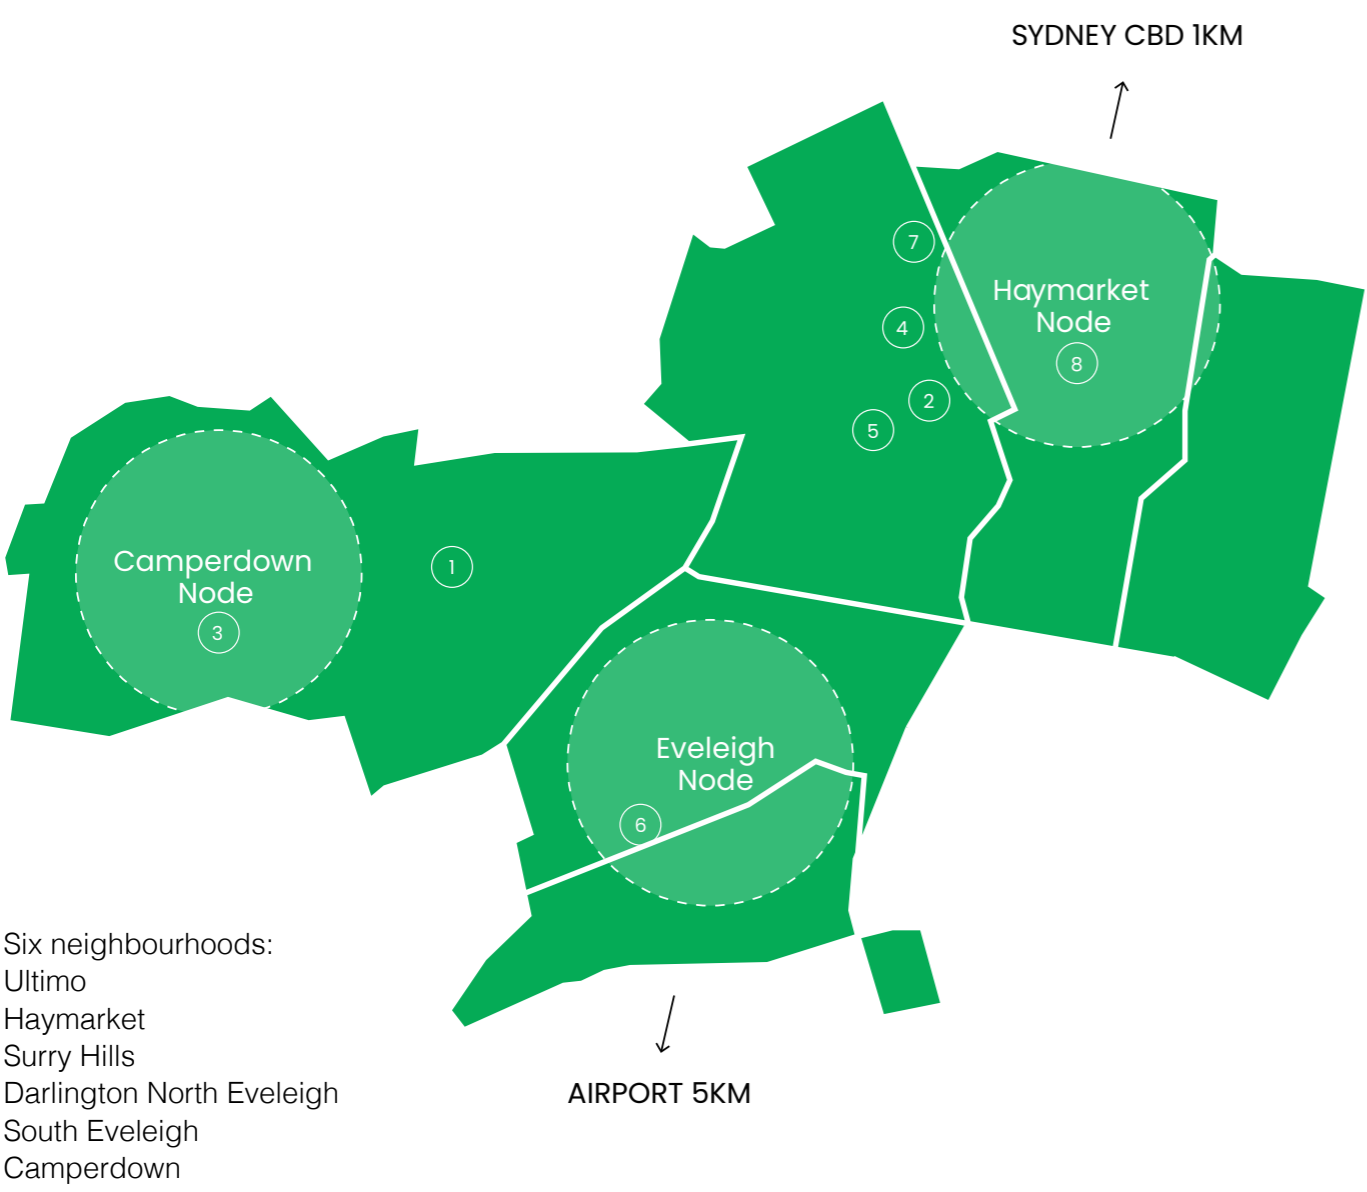 SYDNEY CBD 1KM
7
Haymarket
Node
4
8
2
5
Camperdown
Node
1
3
Eveleigh
Node
6
Six neighbourhoods:
Ultimo
Haymarket
Surry Hills
Darlington North Eveleigh
South Eveleigh
Camperdown
AIRPORT 5KM